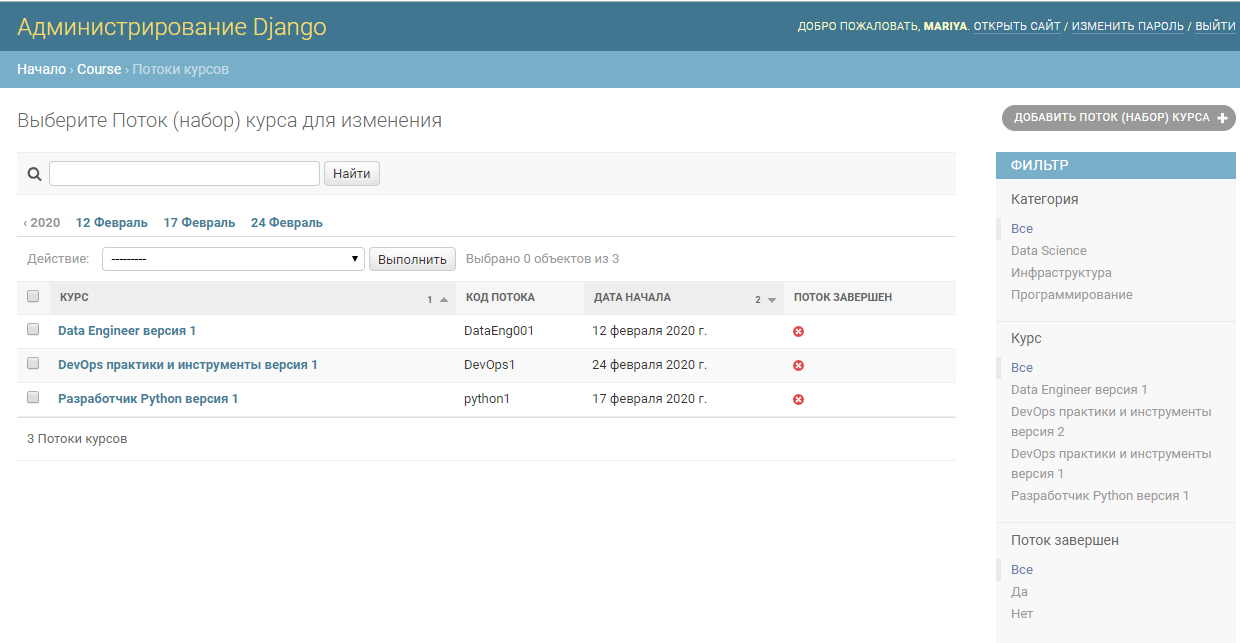 Администрирование Django
ДОБРО ПОЖАЛОВАТЬ, MARIYA. ОТКРЫТЬ САЙТ / ИЗМЕНИТЬ ПАРОЛЬ / ВЫЙТИ
Начало › Course › Потоки курсов
Выберите Поток (набор) курса для изменения
ДОБАВИТЬ ПОТОК (НАБОР) КУРСА +
Найти
‹ 2020 12 Февраль 17 Февраль 24 Февраль
Действие: --------- Выполнить Выбрано 0 объектов из 3
КУРС 1 КОД ПОТОКА ДАТА НАЧАЛА 2 ПОТОК ЗАВЕРШЕН
Data Engineer версия 1 DataEng001 12 февраля 2020 г.
DevOps практики и инструменты версия 1 DevOps1 24 февраля 2020 г.
Разработчик Python версия 1 python1 17 февраля 2020 г.
3 Потоки курсов
ФИЛЬТР
Категория
Все
Data Science
Инфраструктура
Программирование
Курс
Все
Data Engineer версия 1
DevOps практики и инструменты
версия 2
DevOps практики и инструменты
версия 1
Разработчик Python версия 1
Поток завершен
Все
Да
Нет